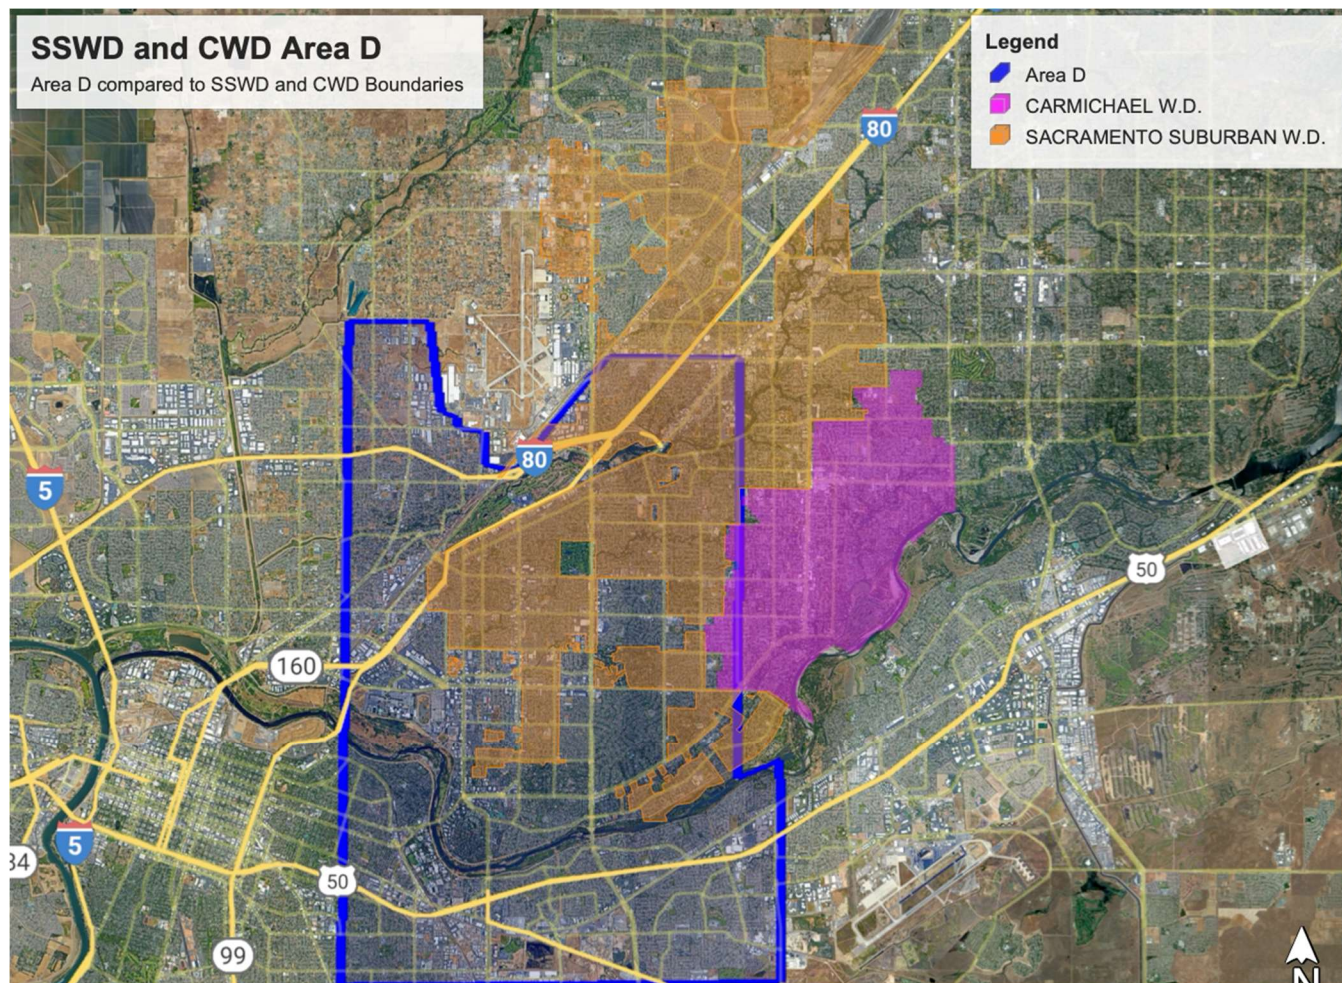 SSWD and CWD Area D
Area D compared to SSWD and CWD Boundaries
Legend
Area D
CARMICHAEL W.D.
SACRAMENTO SUBURBAN W.D.
80
80
5
50
160
5
34
50
99
N